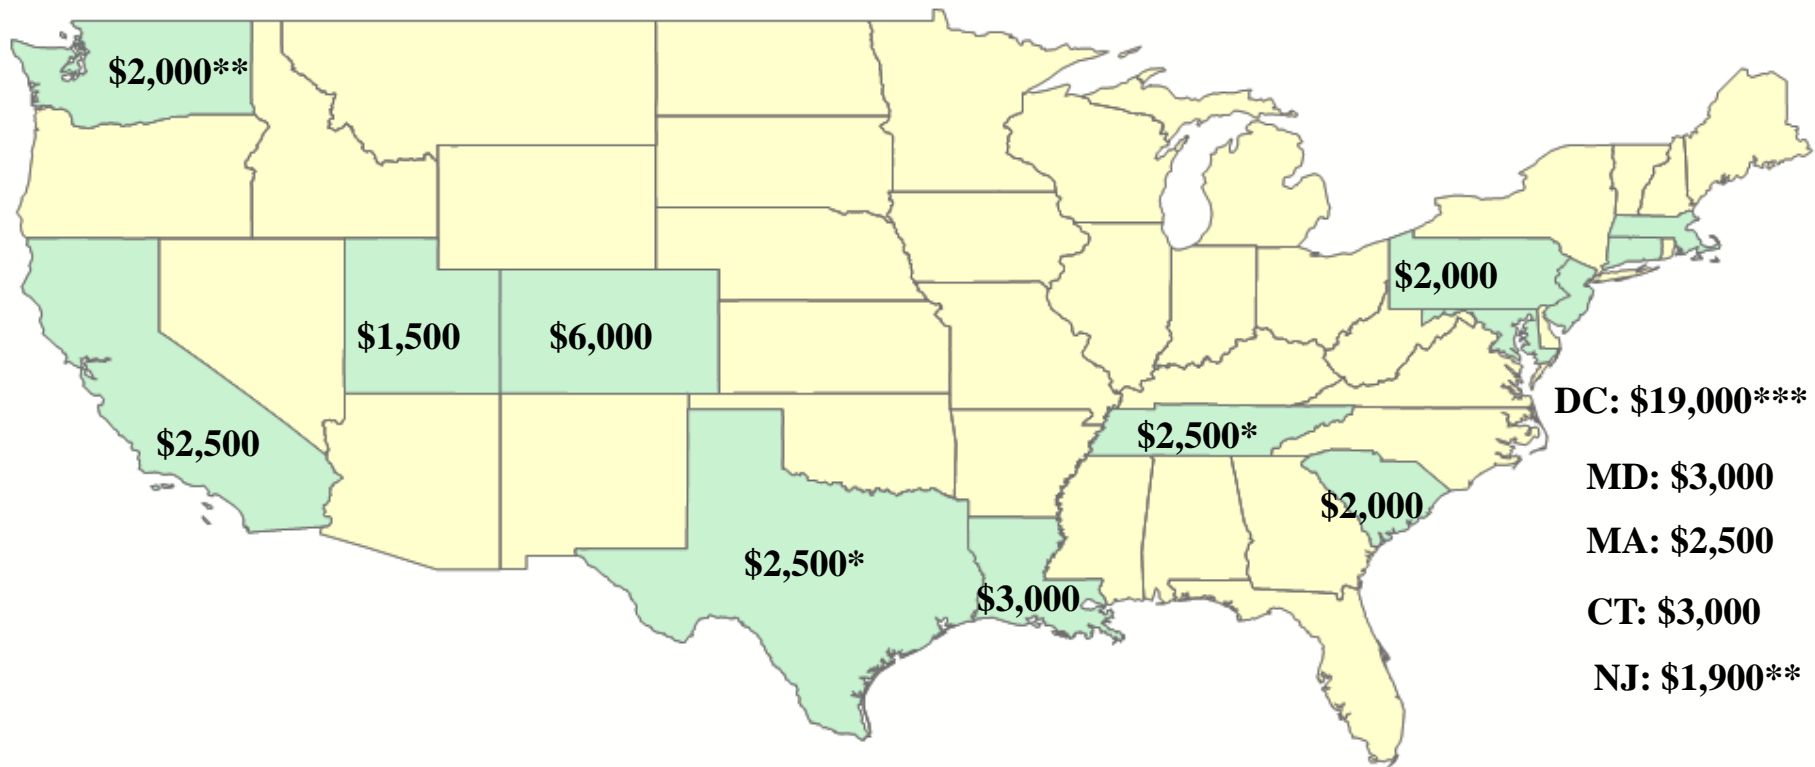 $2,000**
$2,000
$1,500
$6,000
DC: $19,000***
$2,500
$2,500*
MD: $3,000
$2,000
MA: $2,500
$2,500*
$3,000
CT: $3,000
NJ: $1,900**